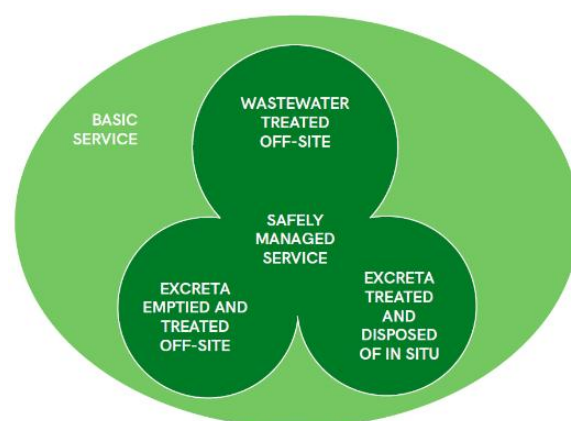 WASTEWATER
TREATED
OFF-SITE
BASIC
SERVICE
SAFELY
MANAGED
SERVICE
EXCRETA
EMPTIED AND
TREATED
OFF-SITE
EXCRETA
TREATED
AND
DISPOSED
OF IN SITU